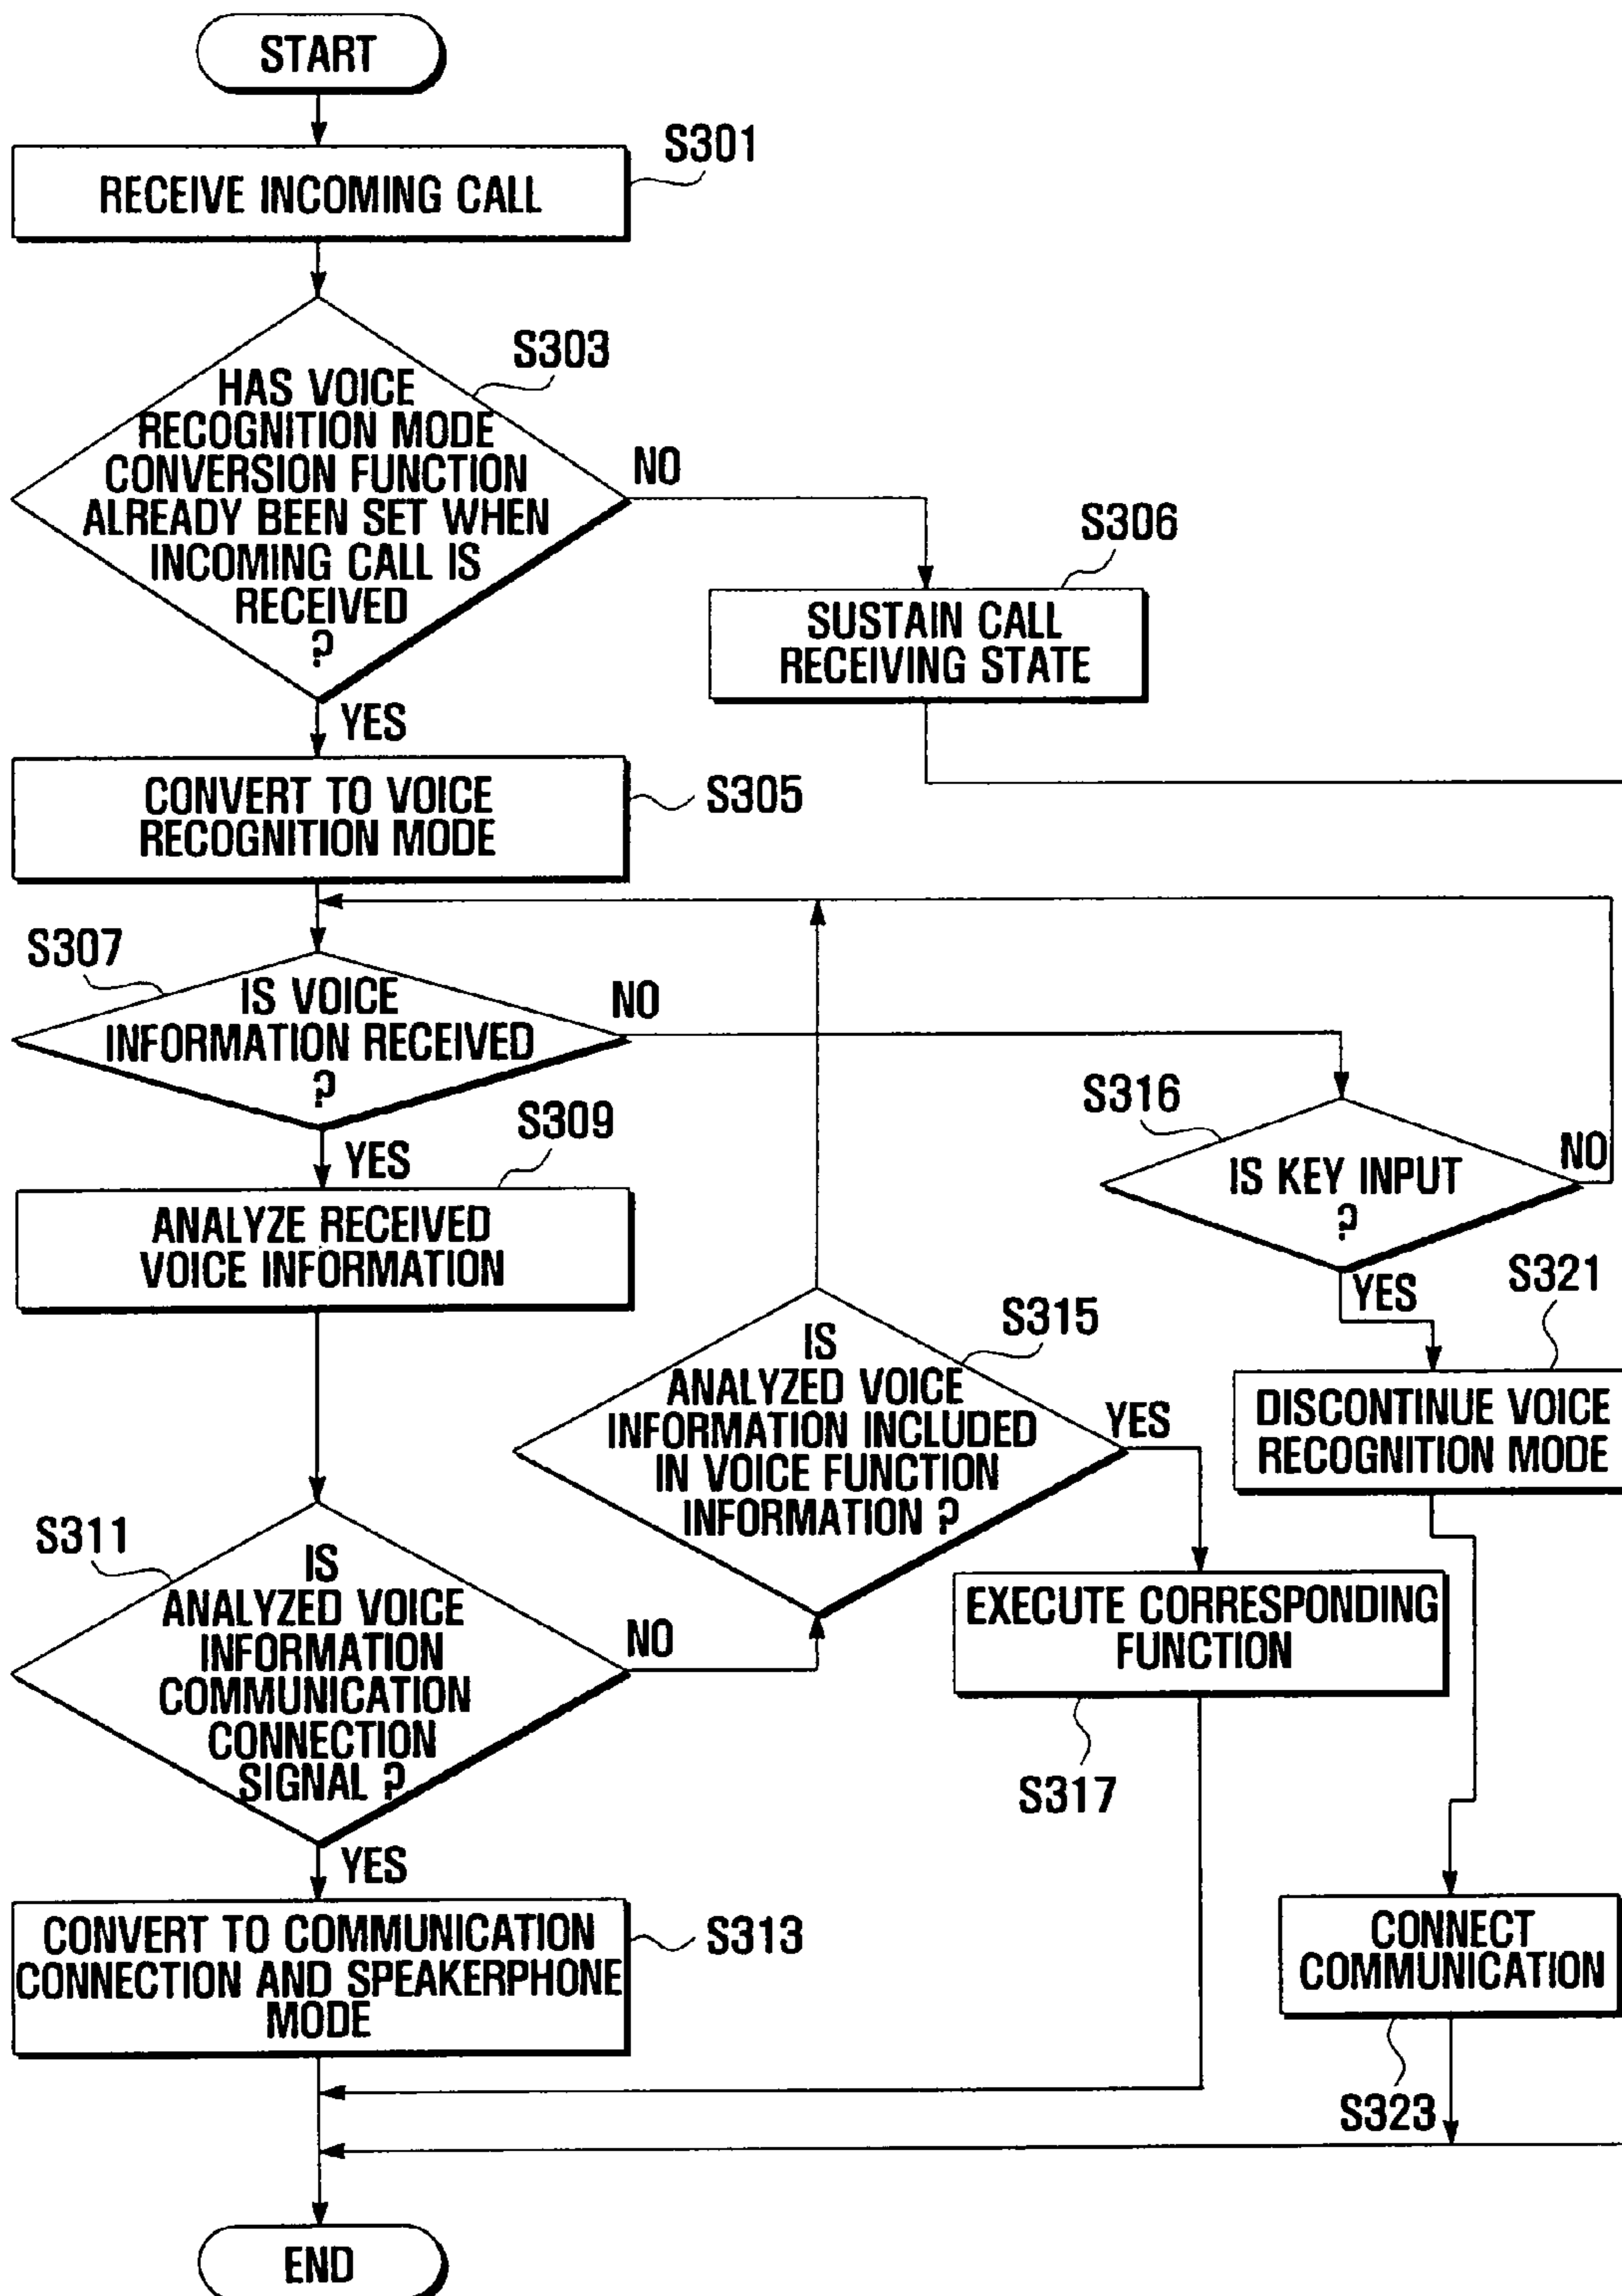 START
S301
RECEIVE INCOMING CALL
S303
HAS VOICE
RECOGNITION MODE
CONVERSION FUNCTION
ALREADY BEEN SET WHEN
INCOMING CALL IS
RECEIVED
?
NO
S306
SUSTAIN CALL
RECEIVING STATE
YES
CONVERT TO VOICE
RECOGNITION MODE
S305
S307
IS VOICE
INFORMATION RECEIVED
?
NO
S316
IS KEY INPUT
?
NO
YES
S309
ANALYZE RECEIVED
VOICE INFORMATION
YES
S321
DISCONTINUE VOICE
RECOGNITION MODE
S315
IS
ANALYZED VOICE
INFORMATION INCLUDED
IN VOICE FUNCTION
INFORMATION ?
YES
S311
IS
ANALYZED VOICE
INFORMATION
COMMUNICATION
CONNECTION
SIGNAL ?
NO
EXECUTE CORRESPONDING
FUNCTION
S317
YES
CONVERT TO COMMUNICATION
CONNECTION AND SPEAKERPHONE
MODE
S313
CONNECT
COMMUNICATION
S323
END